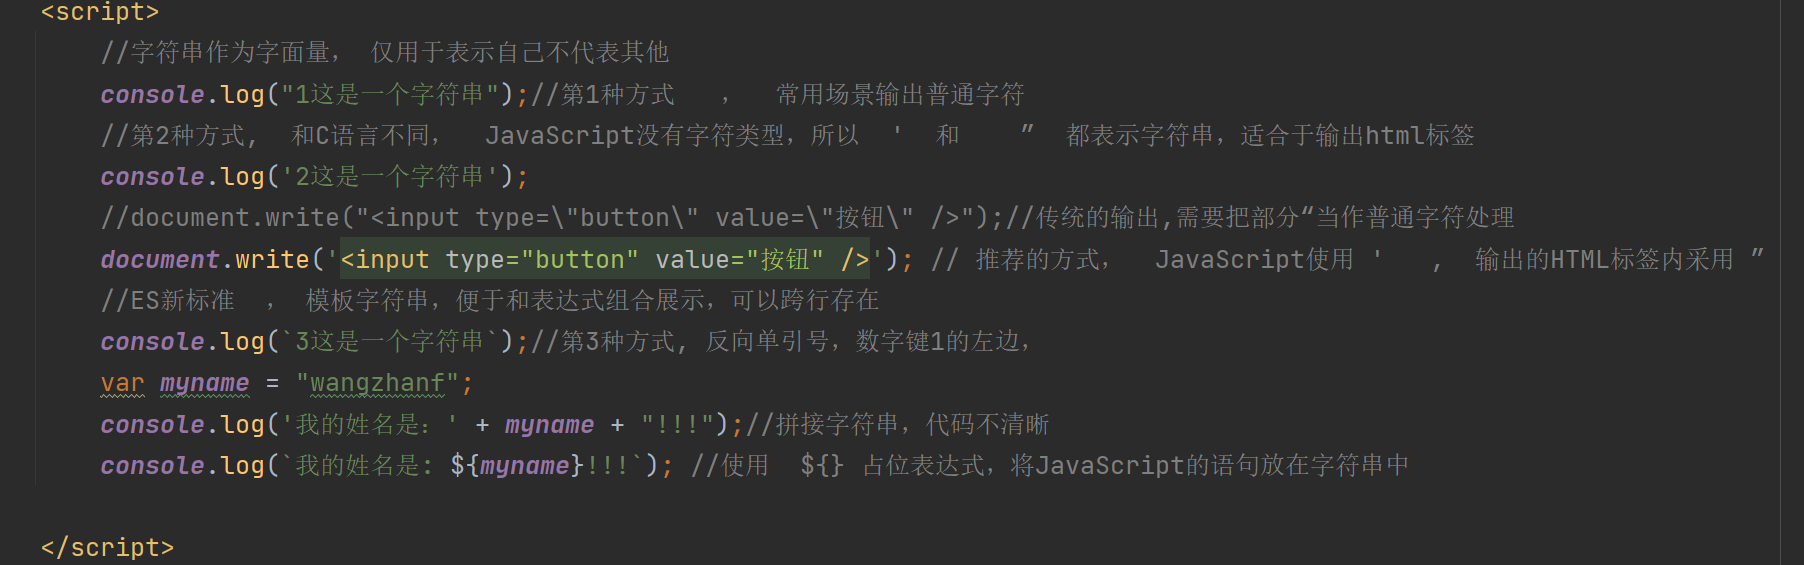 <script>
//字符串作为字面量， 仅用于表示自己不代表其他
console.log("1这是一个字符串");//第1种方式 ， 常用场景输出普通字符
//第2种方式, 和C语言不同， JavaScript没有字符类型，所以 ' 和 ” 都表示字符串，适合于输出html标签
console.log('2这是一个字符串');
//document.write("<input type=\"button\" value=\"按钮\" />");//传统的输出,需要把部分“当作普通字符处理
document.write('<input type="button" value="按钮" />'); // 推荐的方式， JavaScript使用 ' , 输出的HTML标签内采用 ”
//ES新标准 ， 模板字符串，便于和表达式组合展示，可以跨行存在
console.log(`3这是一个字符串`);//第3种方式, 反向单引号，数字键1的左边，
var myname = "wangzhanf";
console.log('我的姓名是：' + myname + "!!!");//拼接字符串，代码不清晰
console.log(`我的姓名是: ${myname}!!!`); //使用 ${} 占位表达式，将JavaScript的语句放在字符串中
</script>